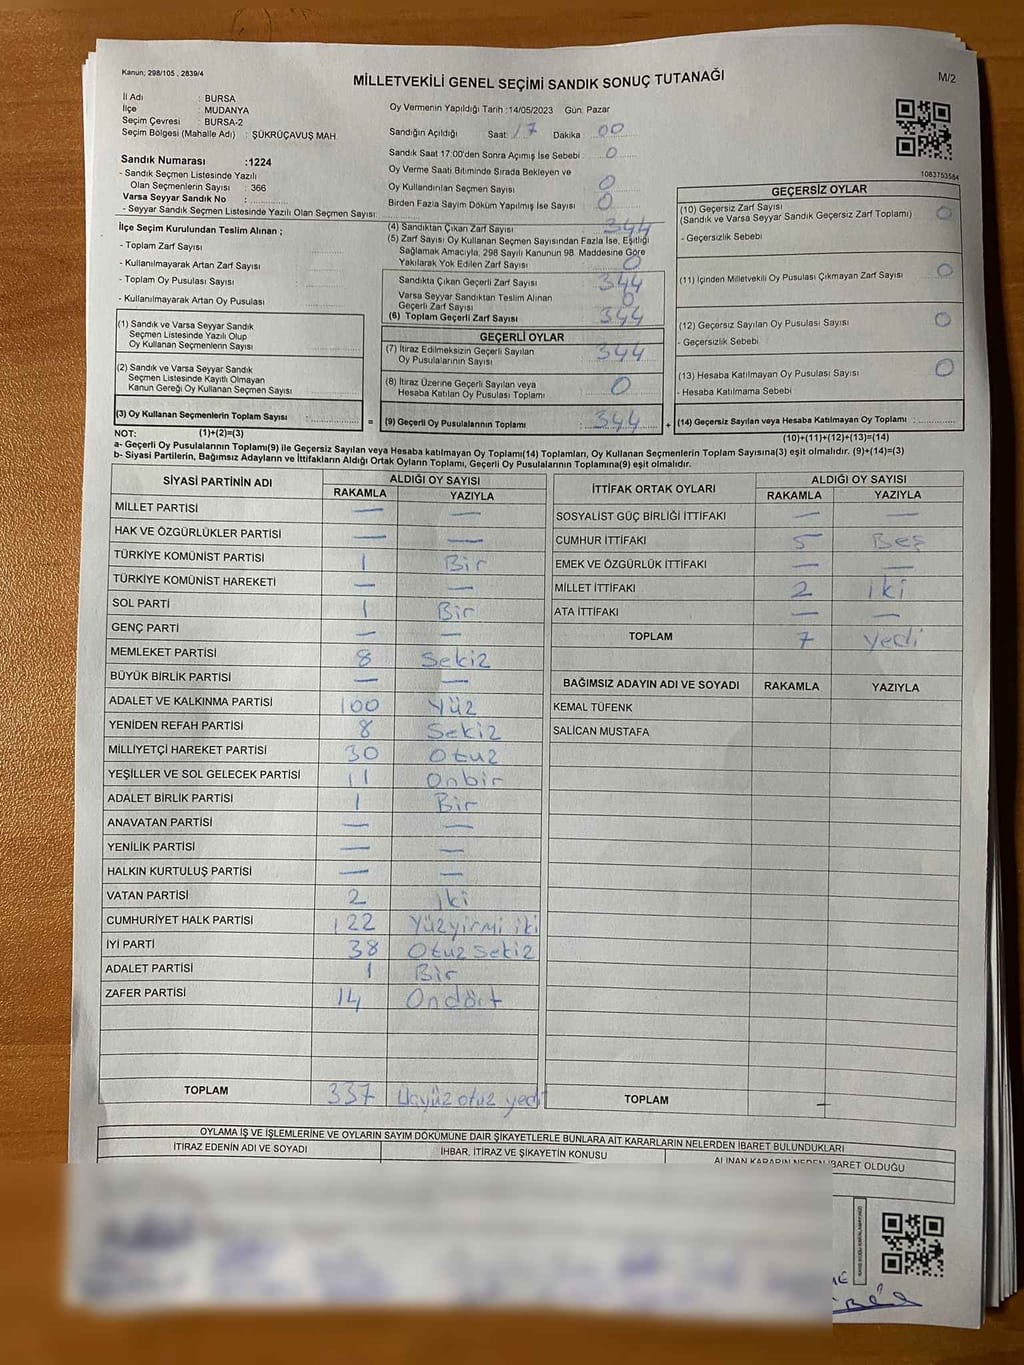 Kanun; 298/105 , 2839/4
MİLLETVEKİLİ GENEL SEÇİMİ SANDIK SONUÇ TUTANAĞI
M/2
İl Adı : BURSA
İlçe : MUDANYA
Seçim Çevresi : BURSA-2
Seçim Bölgesi (Mahalle Adı) : ŞÜKRÜÇAVUŞ MAH
Sandık Numarası :1224
- Sandık Seçmen Listesinde Yazılı
Olan Seçmenlerin Sayısı : 366
Varsa Seyyar Sandık No :
- Seyyar Sandık Seçmen Listesinde Yazılı Olan Seçmen Sayısı:
Oy Vermenin Yapıldığı Tarih :14/05/2023 Gün: Pazar
Sandığın Açıldığı Saat: 17 Dakika : 00
Sandık Saat 17:00'den Sonra Açımış İse Sebebi : 0
Oy Verme Saati Bitiminde Sırada Bekleyen ve
Oy Kullandırılan Seçmen Sayısı : 0
Birden Fazla Sayım Döküm Yapılmış İse Sayısı : 0
1083753584
İlçe Seçim Kurulundan Teslim Alınan ;
- Toplam Zarf Sayısı
- Kullanılmayarak Artan Zarf Sayısı
- Toplam Oy Pusulası Sayısı
- Kullanılmayarak Artan Oy Pusulası
(4) Sandıktan Çıkan Zarf Sayısı : 344
(5) Zarf Sayısı Oy Kullanan Seçmen Sayısından Fazla İse, Eşitliği
Sağlamak Amacıyla, 298 Sayılı Kanunun 98. Maddesine Göre
Yakılarak Yok Edilen Zarf Sayısı : 0
Sandıkta Çıkan Geçerli Zarf Sayısı : 344
Varsa Seyyar Sandıktan Teslim Alınan
Geçerli Zarf Sayısı : 0
(6) Toplam Geçerli Zarf Sayısı : 344
GEÇERSİZ OYLAR
(10) Geçersiz Zarf Sayısı : 0
(Sandık ve Varsa Seyyar Sandık Geçersiz Zarf Toplamı)
- Geçersizlik Sebebi
(11) İçinden Milletvekili Oy Pusulası Çıkmayan Zarf Sayısı : 0
(12) Geçersiz Sayılan Oy Pusulası Sayısı : 0
- Geçersizlik Sebebi
(13) Hesaba Katılmayan Oy Pusulası Sayısı : 0
- Hesaba Katılmama Sebebi
(1) Sandık ve Varsa Seyyar Sandık
Seçmen Listesinde Yazılı Olup
Oy Kullanan Seçmenlerin Sayısı
(2) Sandık ve Varsa Seyyar Sandık
Seçmen Listesinde Kayıtlı Olmayan
Kanun Gereği Oy Kullanan Seçmen Sayısı
GEÇERLİ OYLAR
(7) İtiraz Edilmeksizin Geçerli Sayılan
Oy Pusulalarının Sayısı : 344
(8) İtiraz Üzerine Geçerli Sayılan veya
Hesaba Katılan Oy Pusulası Toplamı : 0
(3) Oy Kullanan Seçmenlerin Toplam Sayısı : = (9) Geçerli Oy Pusulalarının Toplamı : 344 + (14) Geçersiz Sayılan veya Hesaba Katılmayan Oy Toplamı :
NOT: (1)+(2)=(3) (10)+(11)+(12)+(13)=(14)
a- Geçerli Oy Pusulalarının Toplamı(9) ile Geçersiz Sayılan veya Hesaba katılmayan Oy Toplamı(14) Toplamları, Oy Kullanan Seçmenlerin Toplam Sayısına(3) eşit olmalıdır. (9)+(14)=(3)
b- Siyasi Partilerin, Bağımsız Adayların ve İttifakların Aldığı Ortak Oyların Toplamı, Geçerli Oy Pusulalarının Toplamına(9) eşit olmalıdır.
SİYASİ PARTİNİN ADI ALDIĞI OY SAYISI
RAKAMLA YAZIYLA
MİLLET PARTİSİ — —
HAK VE ÖZGÜRLÜKLER PARTİSİ — —
TÜRKİYE KOMÜNİST PARTİSİ 1 Bir
TÜRKİYE KOMÜNİST HAREKETİ — —
SOL PARTİ 1 Bir
GENÇ PARTİ — —
MEMLEKET PARTİSİ 8 Sekiz
BÜYÜK BİRLİK PARTİSİ — —
ADALET VE KALKINMA PARTİSİ 100 Yüz
YENİDEN REFAH PARTİSİ 8 Sekiz
MİLLİYETÇİ HAREKET PARTİSİ 30 Otuz
YEŞİLLER VE SOL GELECEK PARTİSİ 11 Onbir
ADALET BİRLİK PARTİSİ 1 Bir
ANAVATAN PARTİSİ — —
YENİLİK PARTİSİ — —
HALKIN KURTULUŞ PARTİSİ — —
VATAN PARTİSİ 2 iki
CUMHURİYET HALK PARTİSİ 122 Yüzyirmi iki
İYİ PARTİ 38 Otuz Sekiz
ADALET PARTİSİ 1 Bir
ZAFER PARTİSİ 14 Ondört
TOPLAM 337 Üçyüz otuz yedi
İTTİFAK ORTAK OYLARI ALDIĞI OY SAYISI
RAKAMLA YAZIYLA
SOSYALİST GÜÇ BİRLİĞİ İTTİFAKI — —
CUMHUR İTTİFAKI 5 Beş
EMEK VE ÖZGÜRLÜK İTTİFAKI — —
MİLLET İTTİFAKI 2 iki
ATA İTTİFAKI — —
TOPLAM 7 Yedi
BAĞIMSIZ ADAYIN ADI VE SOYADI RAKAMLA YAZIYLA
KEMAL TÜFENK
SALİCAN MUSTAFA
TOPLAM —
OYLAMA İŞ VE İŞLEMLERİNE VE OYLARIN SAYIM DÖKÜMÜNE DAİR ŞİKAYETLERLE BUNLARA AİT KARARLARIN NELERDEN İBARET BULUNDUKLARI
İTİRAZ EDENİN ADI VE SOYADI İHBAR, İTİRAZ VE ŞİKAYETİN KONUSU ALINAN KARARIN NEDEN İBARET OLDUĞU